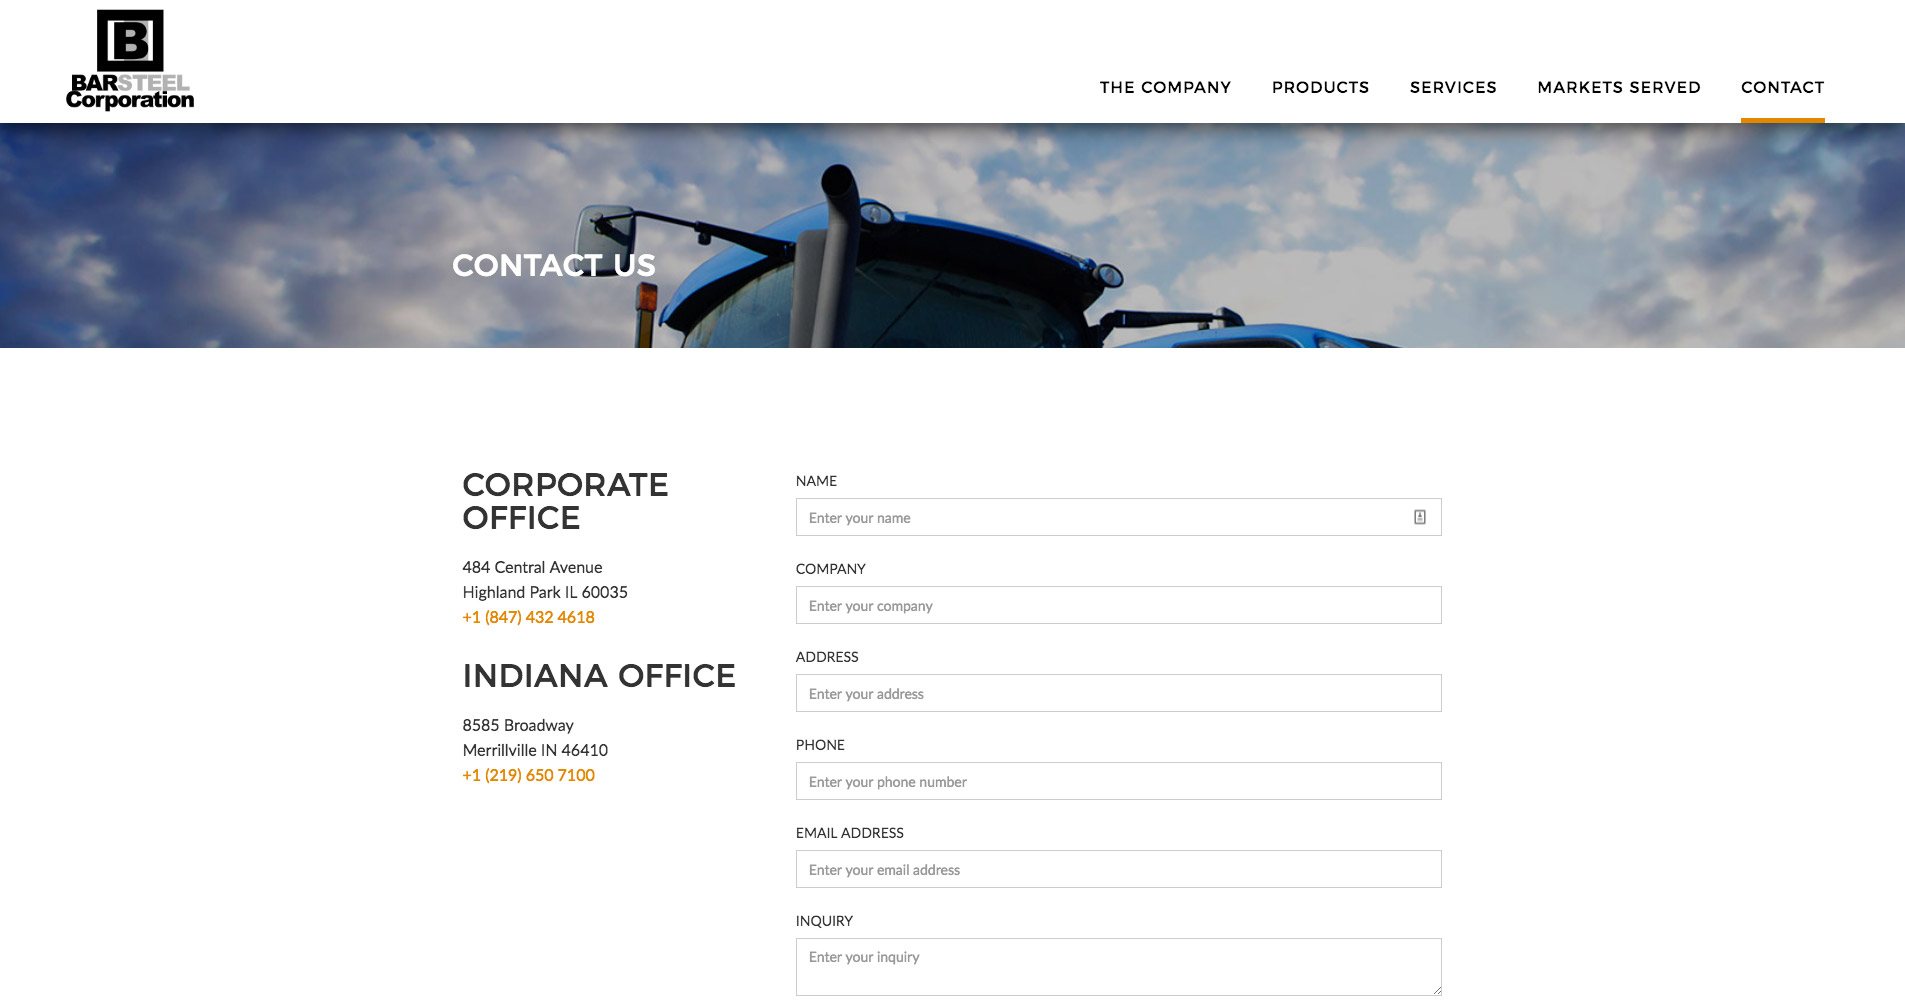 B
BARSTEEL
Corporation
THE COMPANY
PRODUCTS
SERVICES
MARKETS SERVED
CONTACT
CONTACT US
CORPORATE
OFFICE
484 Central Avenue
Highland Park IL 60035
+1 (847) 432 4618
INDIANA OFFICE
8585 Broadway
Merrillville IN 46410
+1 (219) 650 7100
NAME
Enter your name
COMPANY
Enter your company
ADDRESS
Enter your address
PHONE
Enter your phone number
EMAIL ADDRESS
Enter your email address
INQUIRY
Enter your inquiry